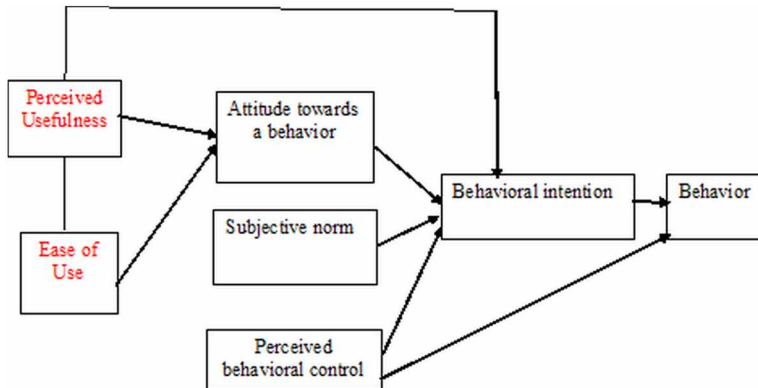 Perceived
Usefulness
Attitude towards
a behavior
Behavioral intention
Behavior
Subjective norm
Ease of
Use
Perceived
behavioral control